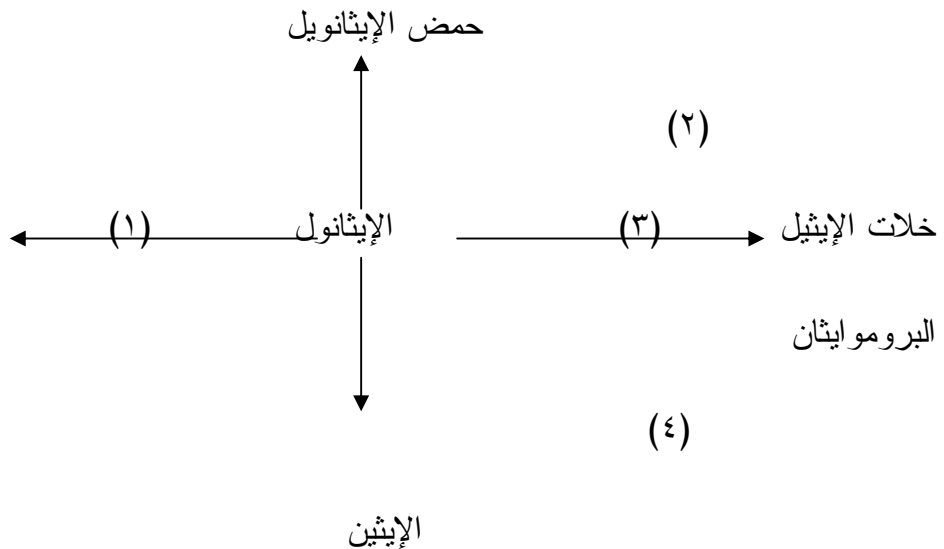 حمض الإيثانويل
(٢)
خلات الإيثيل (٣) الإيثانول (١)
البروموايثان
(٤)
الإيثين